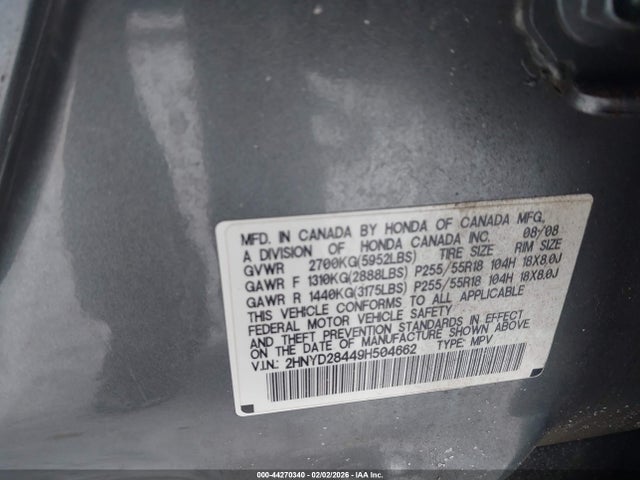 MFD. IN CANADA BY HONDA OF CANADA MFG,
A DIVISION OF HONDA CANADA INC. 08/08
GVWR 2700KG(5952LBS) TIRE SIZE RIM SIZE
GAWR F 1310KG(2888LBS) P255/55R18 104H 18X8.0J
GAWR R 1440KG(3175LBS) P255/55R18 104H 18X8.0J
THIS VEHICLE CONFORMS TO ALL APPLICABLE
FEDERAL MOTOR VEHICLE SAFETY
AND THEFT PREVENTION STANDARDS IN EFFECT
ON THE DATE OF MANUFACTURE SHOWN ABOVE.
V.I.N: 2HNYD28449H504662 TYPE: MPV
000-44270340 - 02/02/2026 - Copyright IAA, Inc.